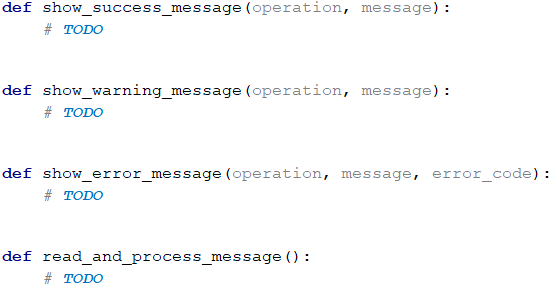 def show_success_message(operation, message):
    # TODO
def show_warning_message(operation, message):
    # TODO
def show_error_message(operation, message, error_code):
    # TODO
def read_and_process_message():
    # TODO